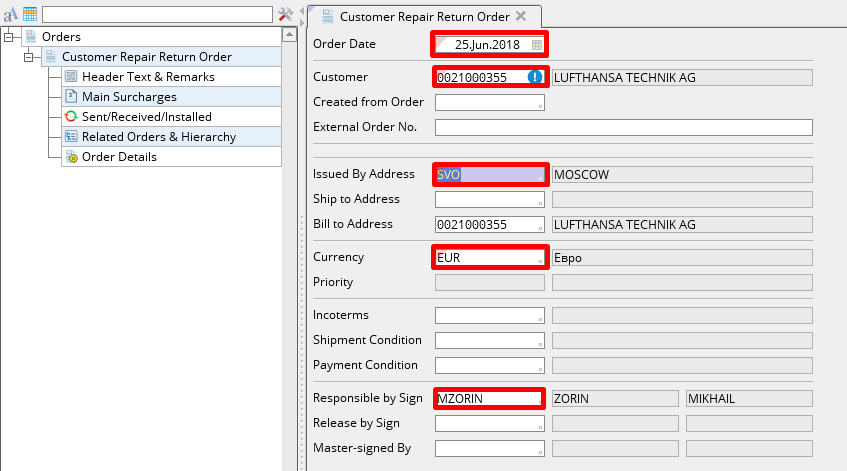 Orders
Customer Repair Return Order
Header Text & Remarks
Main Surcharges
Sent/Received/Installed
Related Orders & Hierarchy
Order Details
Customer Repair Return Order
Order Date 25.Jun.2018
Customer 0021000355 LUFTHANSA TECHNIK AG
Created from Order
External Order No.
Issued By Address SVO MOSCOW
Ship to Address
Bill to Address 0021000355 LUFTHANSA TECHNIK AG
Currency EUR Евро
Priority
Incoterms
Shipment Condition
Payment Condition
Responsible by Sign MZORIN ZORIN MIKHAIL
Release by Sign
Master-signed By